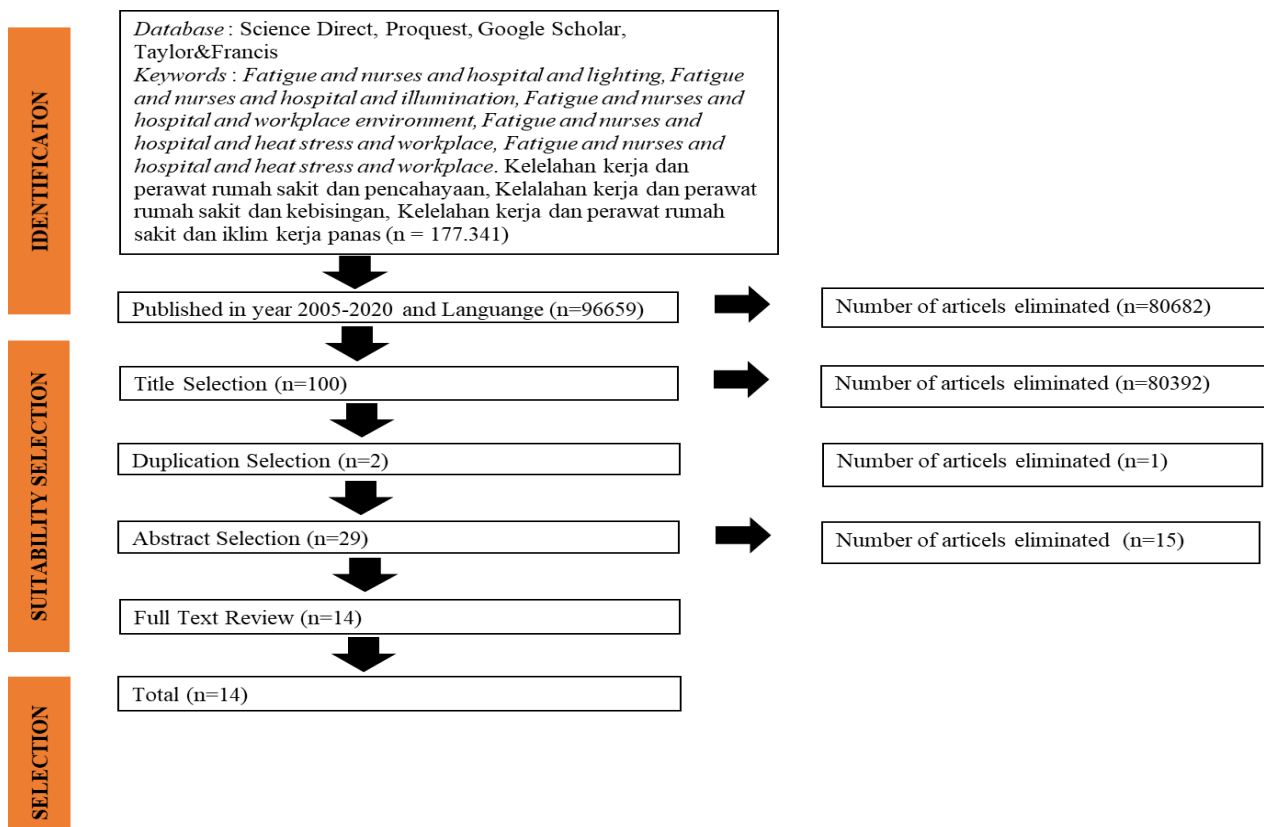 IDENTIFICATON
Database : Science Direct, Proquest, Google Scholar,
Taylor&Francis
Keywords : Fatigue and nurses and hospital and lighting, Fatigue
and nurses and hospital and illumination, Fatigue and nurses and
hospital and workplace environment, Fatigue and nurses and
hospital and heat stress and workplace, Fatigue and nurses and
hospital and heat stress and workplace. Kelelahan kerja dan
perawat rumah sakit dan pencahayaan, Kelalahan kerja dan perawat
rumah sakit dan kebisingan, Kelelahan kerja dan perawat rumah
sakit dan iklim kerja panas (n = 177.341)
Published in year 2005-2020 and Languange (n=96659)
Number of articels eliminated (n=80682)
SUITABILITY SELECTION
Title Selection (n=100)
Number of articels eliminated (n=80392)
Duplication Selection (n=2)
Number of articels eliminated (n=1)
Abstract Selection (n=29)
Number of articels eliminated (n=15)
Full Text Review (n=14)
SELECTION
Total (n=14)